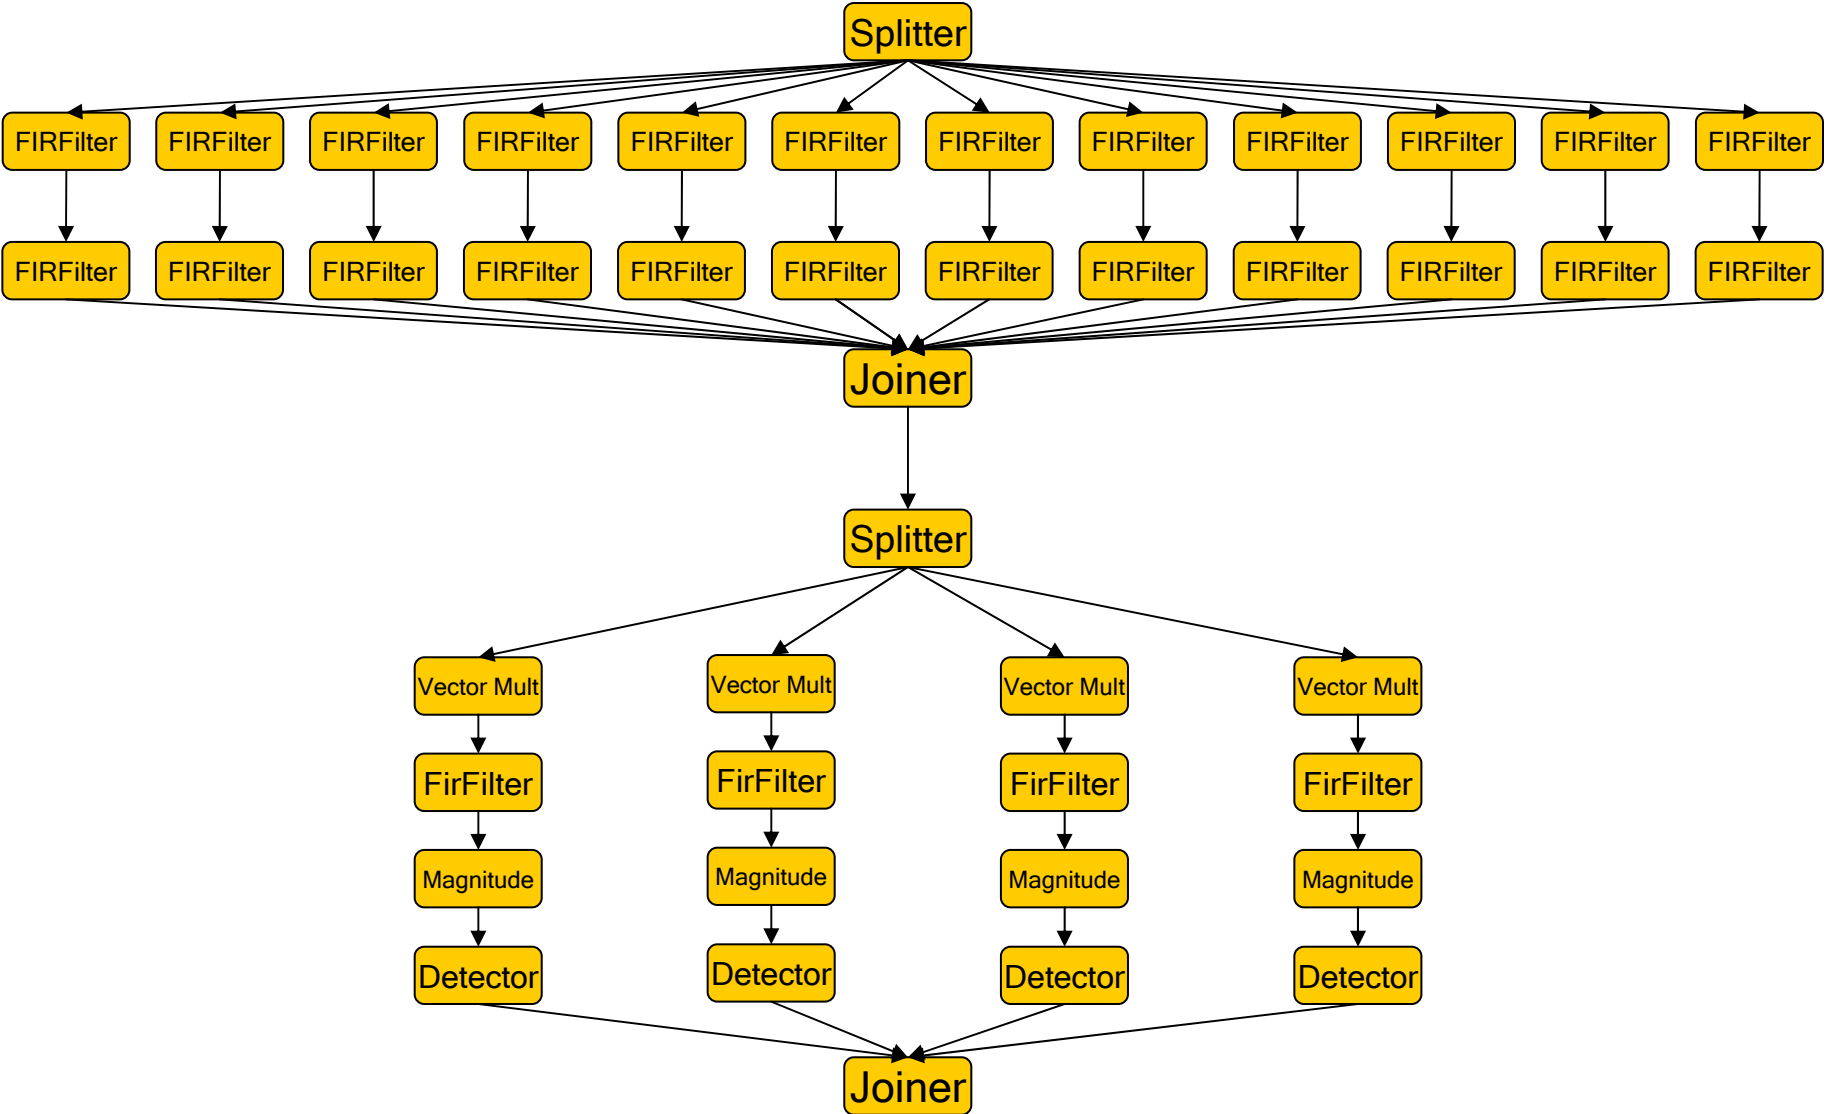 Splitter
FIRFilter FIRFilter FIRFilter FIRFilter FIRFilter FIRFilter FIRFilter FIRFilter FIRFilter FIRFilter FIRFilter FIRFilter
FIRFilter FIRFilter FIRFilter FIRFilter FIRFilter FIRFilter FIRFilter FIRFilter FIRFilter FIRFilter FIRFilter FIRFilter
Joiner
Splitter
Vector Mult Vector Mult Vector Mult Vector Mult
FirFilter FirFilter FirFilter FirFilter
Magnitude Magnitude Magnitude Magnitude
Detector Detector Detector Detector
Joiner